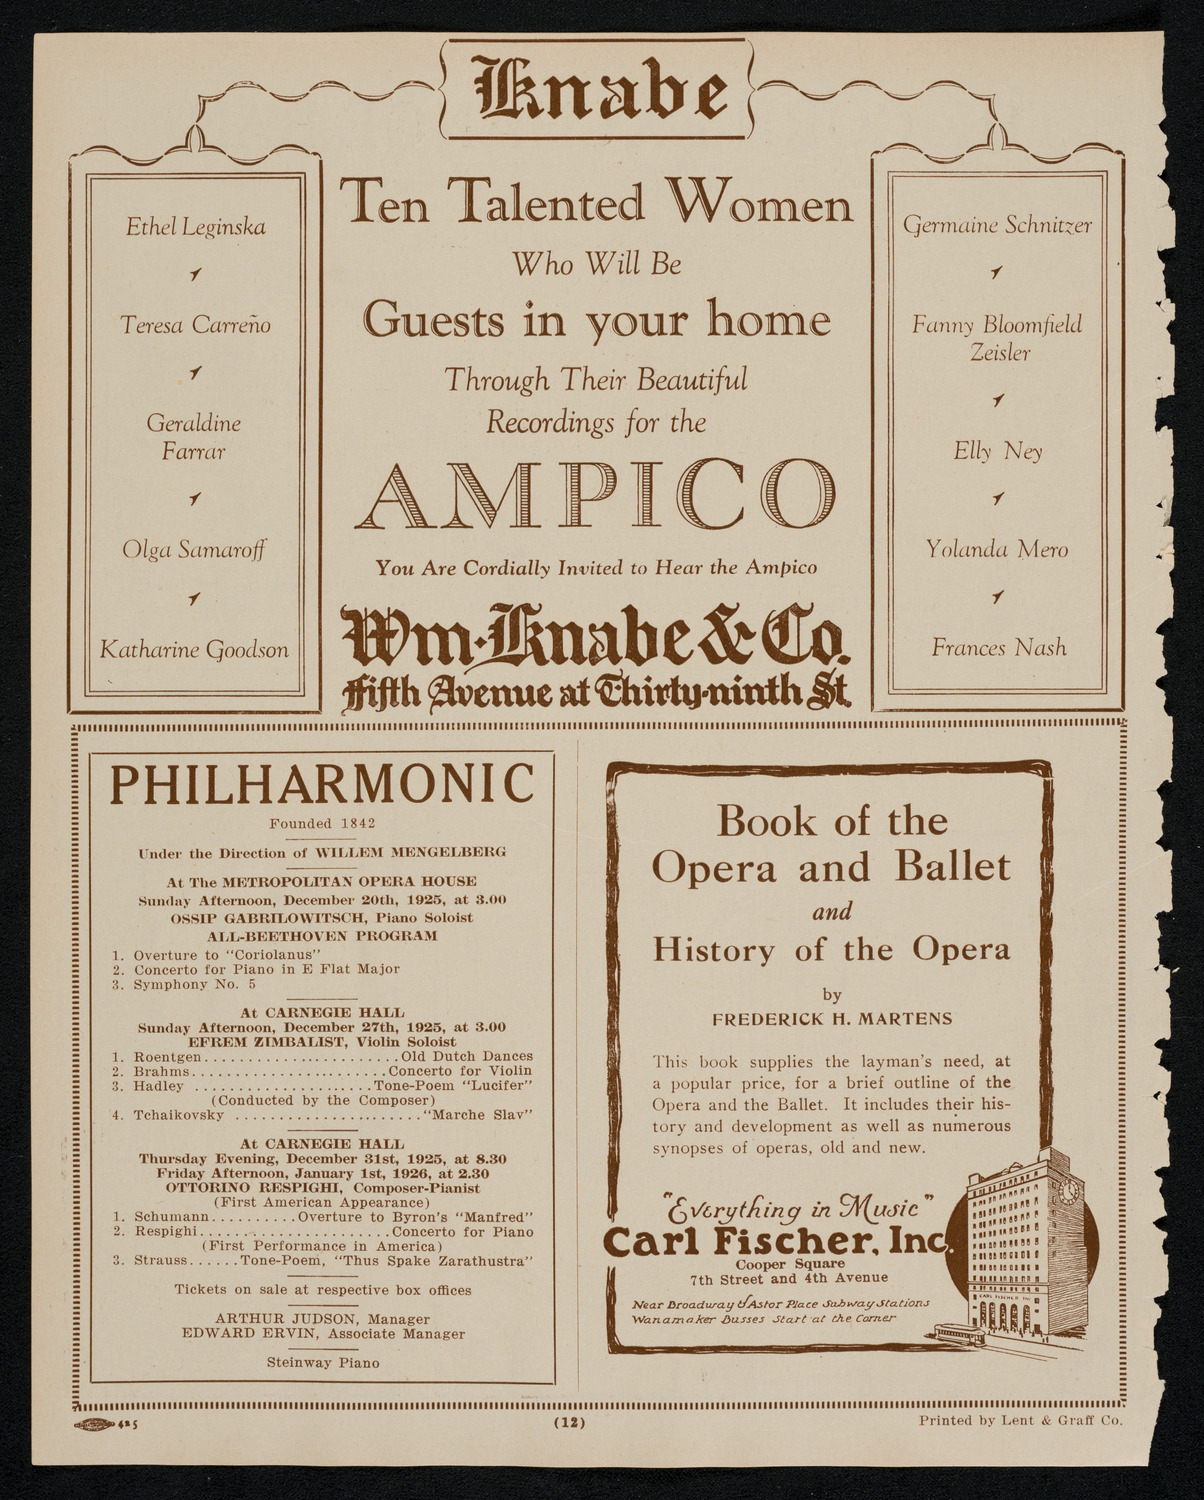 Knabe
Ethel Leginska
Teresa Carreño
Geraldine
Farrar
Olga Samaroff
Katharine Goodson
Ten Talented Women
Who Will Be
Guests in your home
Through Their Beautiful
Recordings for the
AMPICO
You Are Cordially Invited to Hear the Ampico
Wm. Knabe & Co.
Fifth Avenue at Thirty-ninth St.
Germaine Schnitzer
Fanny Bloomfield
Zeisler
Elly Ney
Yolanda Mero
Frances Nash
PHILHARMONIC
Founded 1842
Under the Direction of WILLEM MENGELBERG
At The METROPOLITAN OPERA HOUSE
Sunday Afternoon, December 20th, 1925, at 3.00
OSSIP GABRILOWITSCH, Piano Soloist
ALL-BEETHOVEN PROGRAM
1. Overture to "Coriolanus"
2. Concerto for Piano in E Flat Major
3. Symphony No. 5
At CARNEGIE HALL
Sunday Afternoon, December 27th, 1925, at 3.00
EFREM ZIMBALIST, Violin Soloist
1. Roentgen........................Old Dutch Dances
2. Brahms........................Concerto for Violin
3. Hadley ......................Tone-Poem "Lucifer"
(Conducted by the Composer)
4. Tchaikovsky ......................."Marche Slav"
At CARNEGIE HALL
Thursday Evening, December 31st, 1925, at 8.30
Friday Afternoon, January 1st, 1926, at 2.30
OTTORINO RESPIGHI, Composer-Pianist
(First American Appearance)
1. Schumann..........Overture to Byron's "Manfred"
2. Respighi.......................Concerto for Piano
(First Performance in America)
3. Strauss......Tone-Poem, "Thus Spake Zarathustra"
Tickets on sale at respective box offices
ARTHUR JUDSON, Manager
EDWARD ERVIN, Associate Manager
Steinway Piano
Book of the
Opera and Ballet
and
History of the Opera
by
FREDERICK H. MARTENS
This book supplies the layman's need, at
a popular price, for a brief outline of the
Opera and the Ballet. It includes their his-
tory and development as well as numerous
synopses of operas, old and new.
"Everything in Music"
Carl Fischer, Inc.
Cooper Square
7th Street and 4th Avenue
Near Broadway & Astor Place Subway Stations
Wanamaker Busses Start at the Corner
CARL FISCHER INC
425
(12)
Printed by Lent & Graff Co.